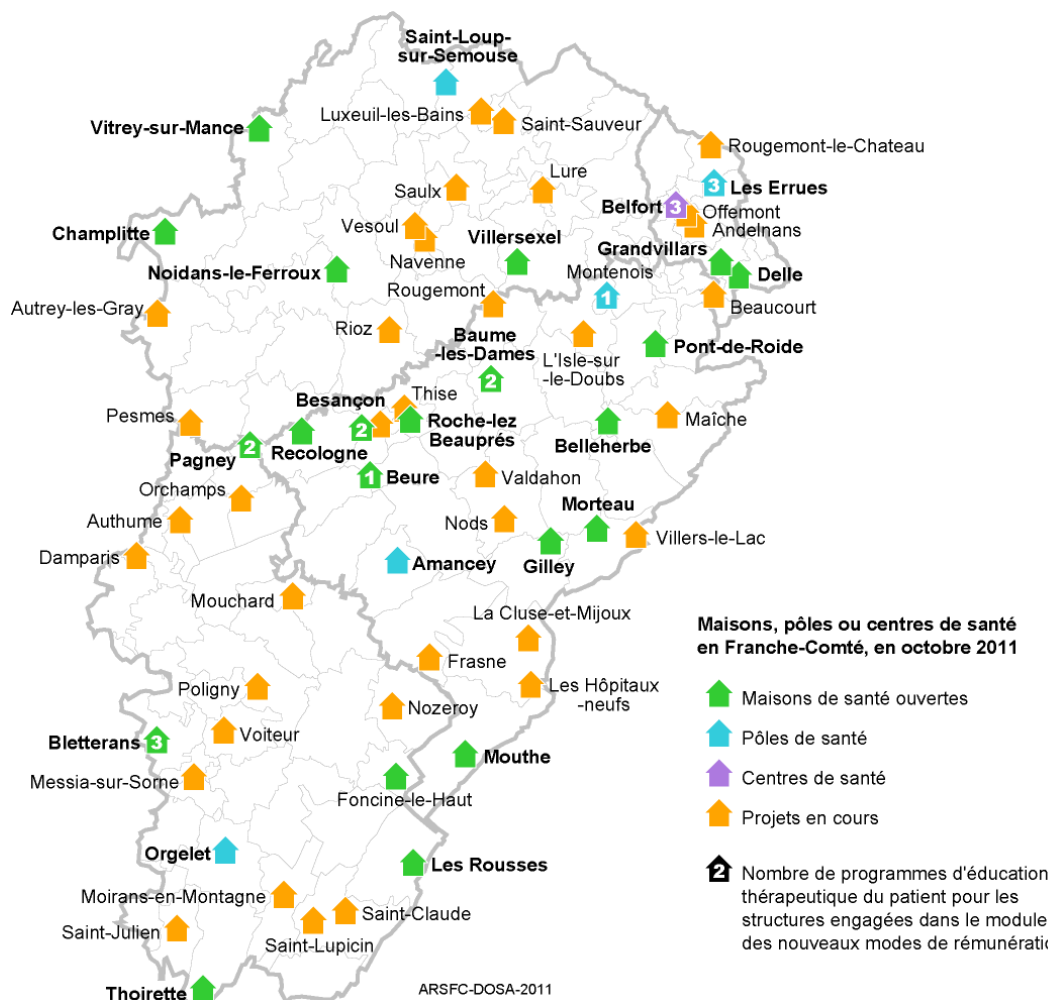 Saint-Loup-
sur-Semouse
Luxeuil-les-Bains
Saint-Sauveur
Vitrey-sur-Mance
Rougemont-le-Chateau
Lure
Saulx
3
Les Errues
Belfort
3
Offemont
Andelnans
Vesoul
Navenne
Champlitte
Villersexel
Grandvillars
Delle
Noidans-le-Ferroux
Montenois
1
Rougemont
Beaucourt
Autrey-les-Gray
Rioz
Baume
-les-Dames
2
L'Isle-sur
-le-Doubs
Pont-de-Roide
Thise
Besançon
2
Roche-lez
Beauprés
Maîche
Belleherbe
Pesmes
Pagney
2
Recologne
1
Beure
Valdahon
Orchamps
Authume
Morteau
Nods
Villers-le-Lac
Gilley
Damparis
Amancey
Mouchard
La Cluse-et-Mijoux
Frasne
Les Hôpitaux
-neufs
Poligny
Nozeroy
Voiteur
Bletterans
3
Mouthe
Messia-sur-Sorne
Foncine-le-Haut
Orgelet
Les Rousses
Moirans-en-Montagne
Saint-Claude
Saint-Julien
Saint-Lupicin
Thoirette
ARSFC-DOSA-2011
Maisons, pôles ou centres de santé
en Franche-Comté, en octobre 2011
Maisons de santé ouvertes
Pôles de santé
Centres de santé
Projets en cours
2
Nombre de programmes d'éducation
thérapeutique du patient pour les
structures engagées dans le module
des nouveaux modes de